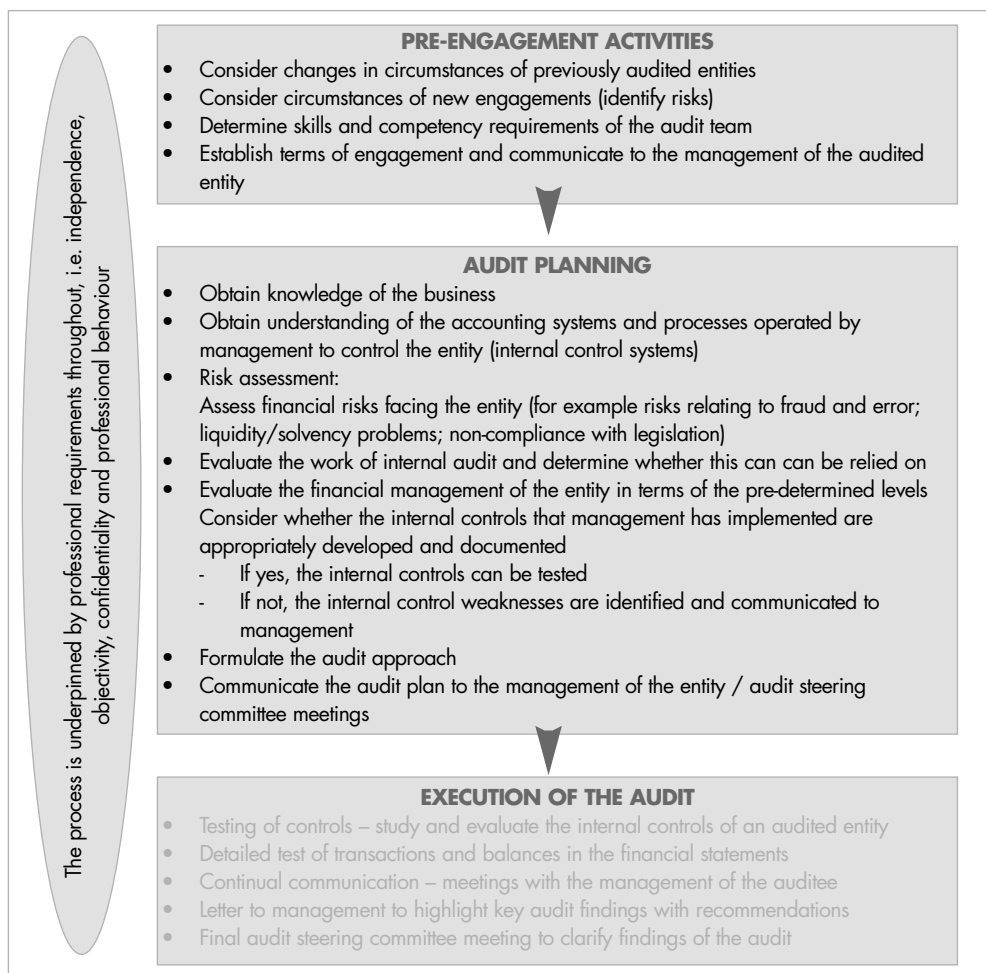 The process is underpinned by professional requirements throughout, i.e. independence,
objectivity, confidentiality and professional behaviour
PRE-ENGAGEMENT ACTIVITIES
• Consider changes in circumstances of previously audited entities
• Consider circumstances of new engagements (identify risks)
• Determine skills and competency requirements of the audit team
• Establish terms of engagement and communicate to the management of the audited
entity
AUDIT PLANNING
• Obtain knowledge of the business
• Obtain understanding of the accounting systems and processes operated by
management to control the entity (internal control systems)
• Risk assessment:
Assess financial risks facing the entity (for example risks relating to fraud and error;
liquidity/solvency problems; non-compliance with legislation)
• Evaluate the work of internal audit and determine whether this can can be relied on
• Evaluate the financial management of the entity in terms of the pre-determined levels
Consider whether the internal controls that management has implemented are
appropriately developed and documented
- If yes, the internal controls can be tested
- If not, the internal control weaknesses are identified and communicated to
management
• Formulate the audit approach
• Communicate the audit plan to the management of the entity / audit steering
committee meetings
EXECUTION OF THE AUDIT
• Testing of controls – study and evaluate the internal controls of an audited entity
• Detailed test of transactions and balances in the financial statements
• Continual communication – meetings with the management of the auditee
• Letter to management to highlight key audit findings with recommendations
• Final audit steering committee meeting to clarify findings of the audit